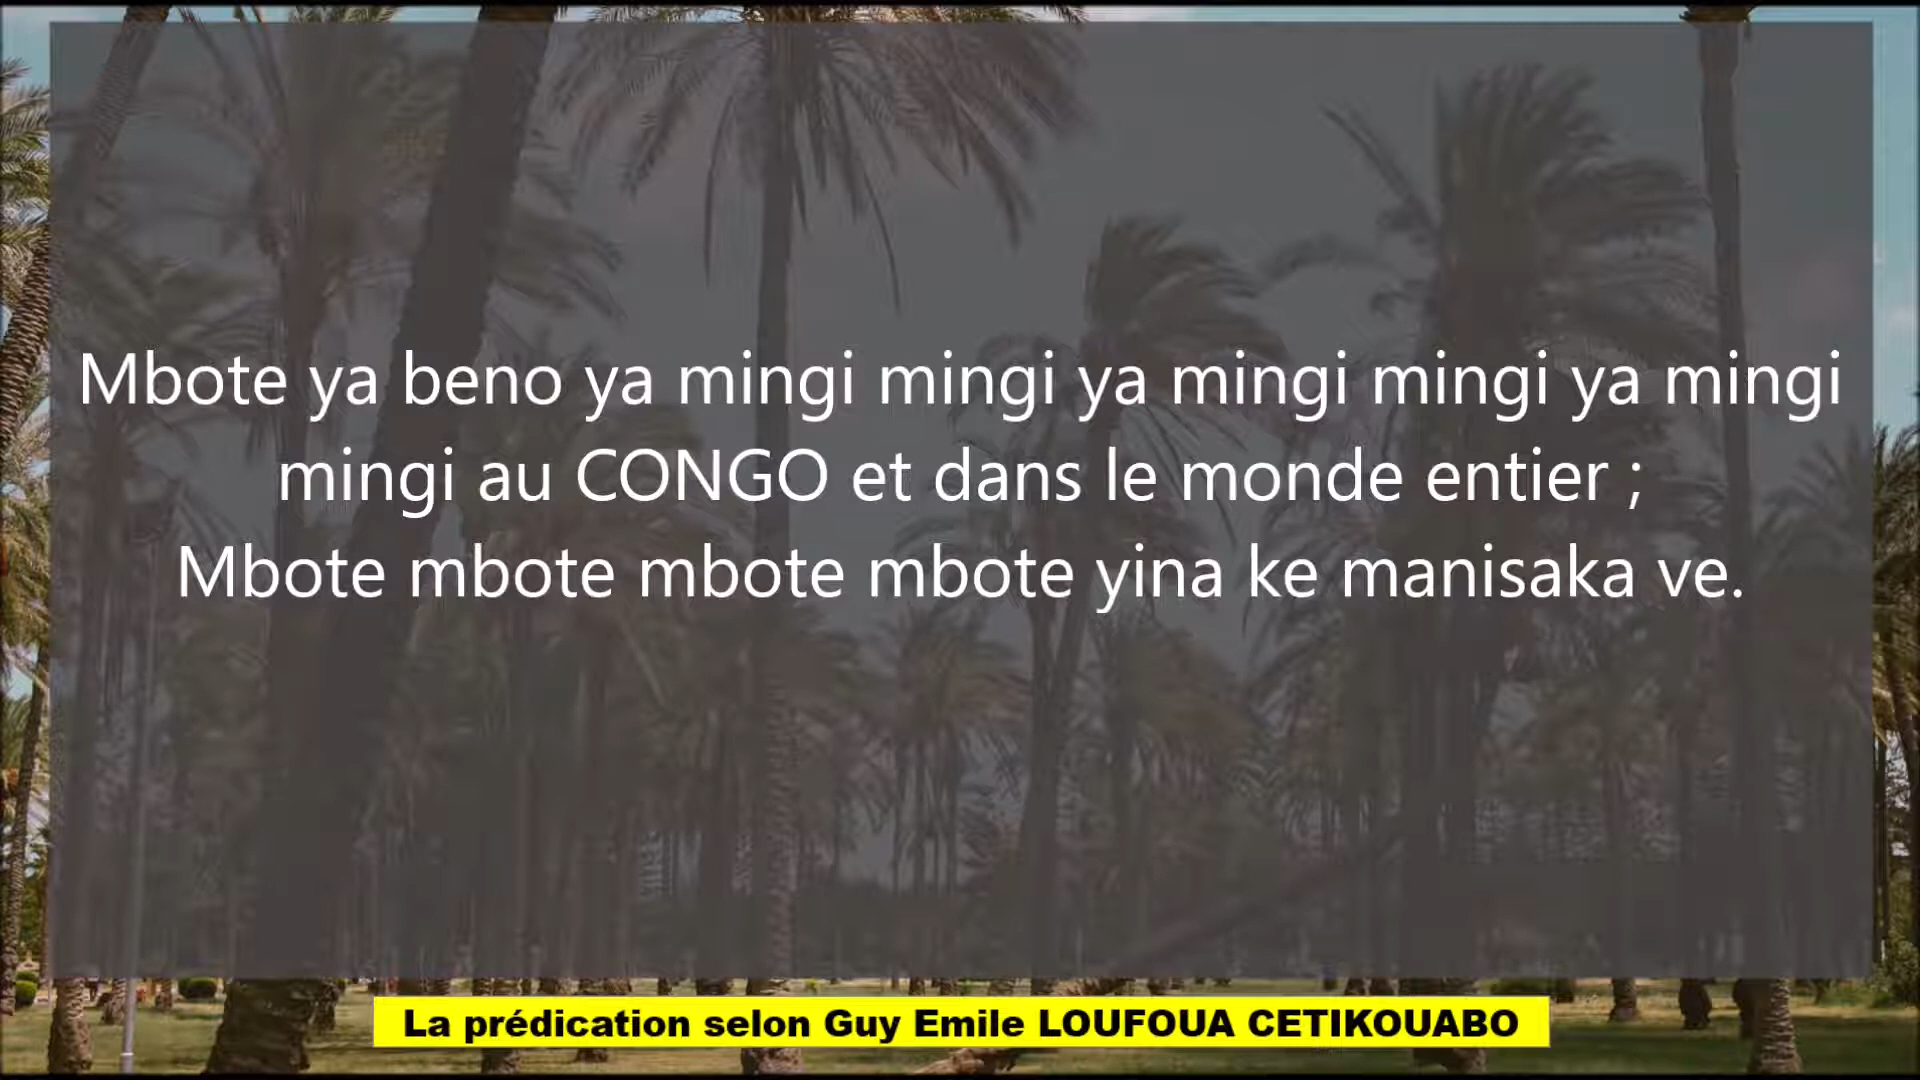 Mbote ya beno ya mingi mingi ya mingi mingi ya mingi
mingi au CONGO et dans le monde entier ;
Mbote mbote mbote mbote yina ke manisaka ve.
La prédication selon Guy Emile LOUFOUA CETIKOUABO